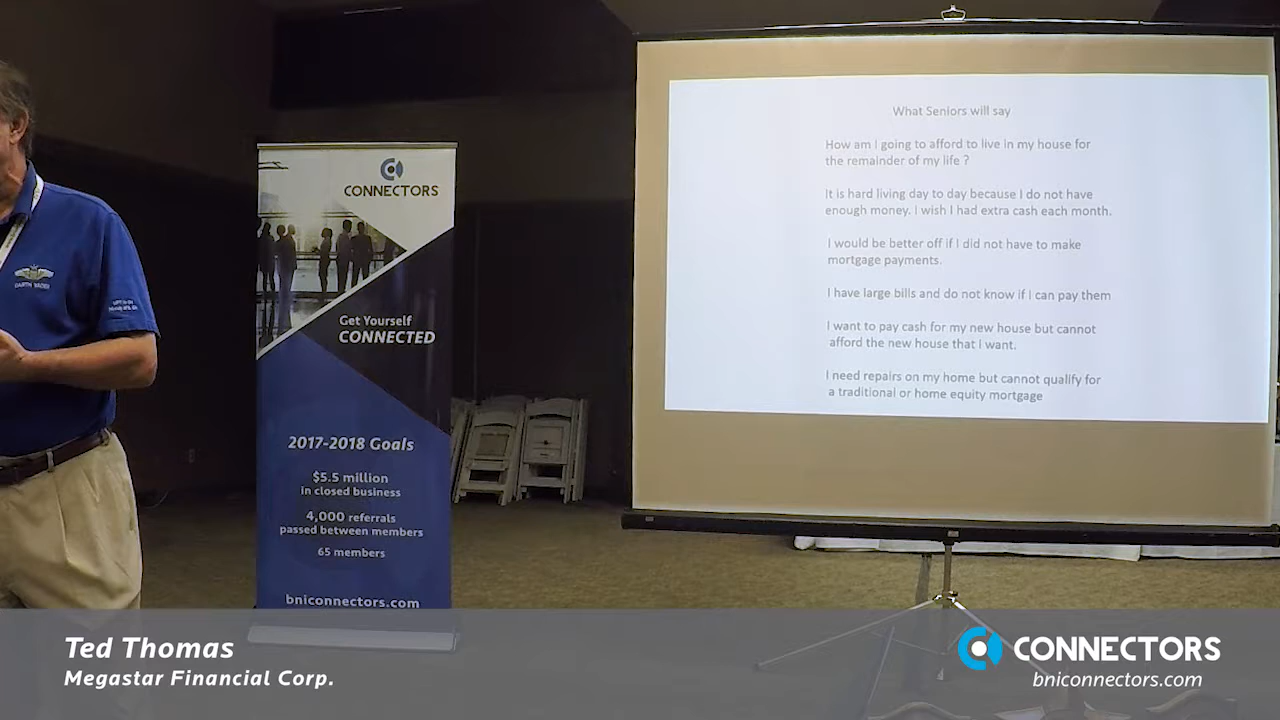 What Seniors will say
How am I going to afford to live in my house for
the remainder of my life ?
It is hard living day to day because I do not have
enough money. I wish I had extra cash each month.
I would be better off if I did not have to make
mortgage payments.
I have large bills and do not know if I can pay them
I want to pay cash for my new house but cannot
afford the new house that I want.
I need repairs on my home but cannot qualify for
a traditional or home equity mortgage
CONNECTORS
Get Yourself
CONNECTED
2017-2018 Goals
$5.5 million
in closed business
4,000 referrals
passed between members
65 members
bniconnectors.com
DARTH VADER
Ted Thomas
Megastar Financial Corp.
CONNECTORS
bniconnectors.com